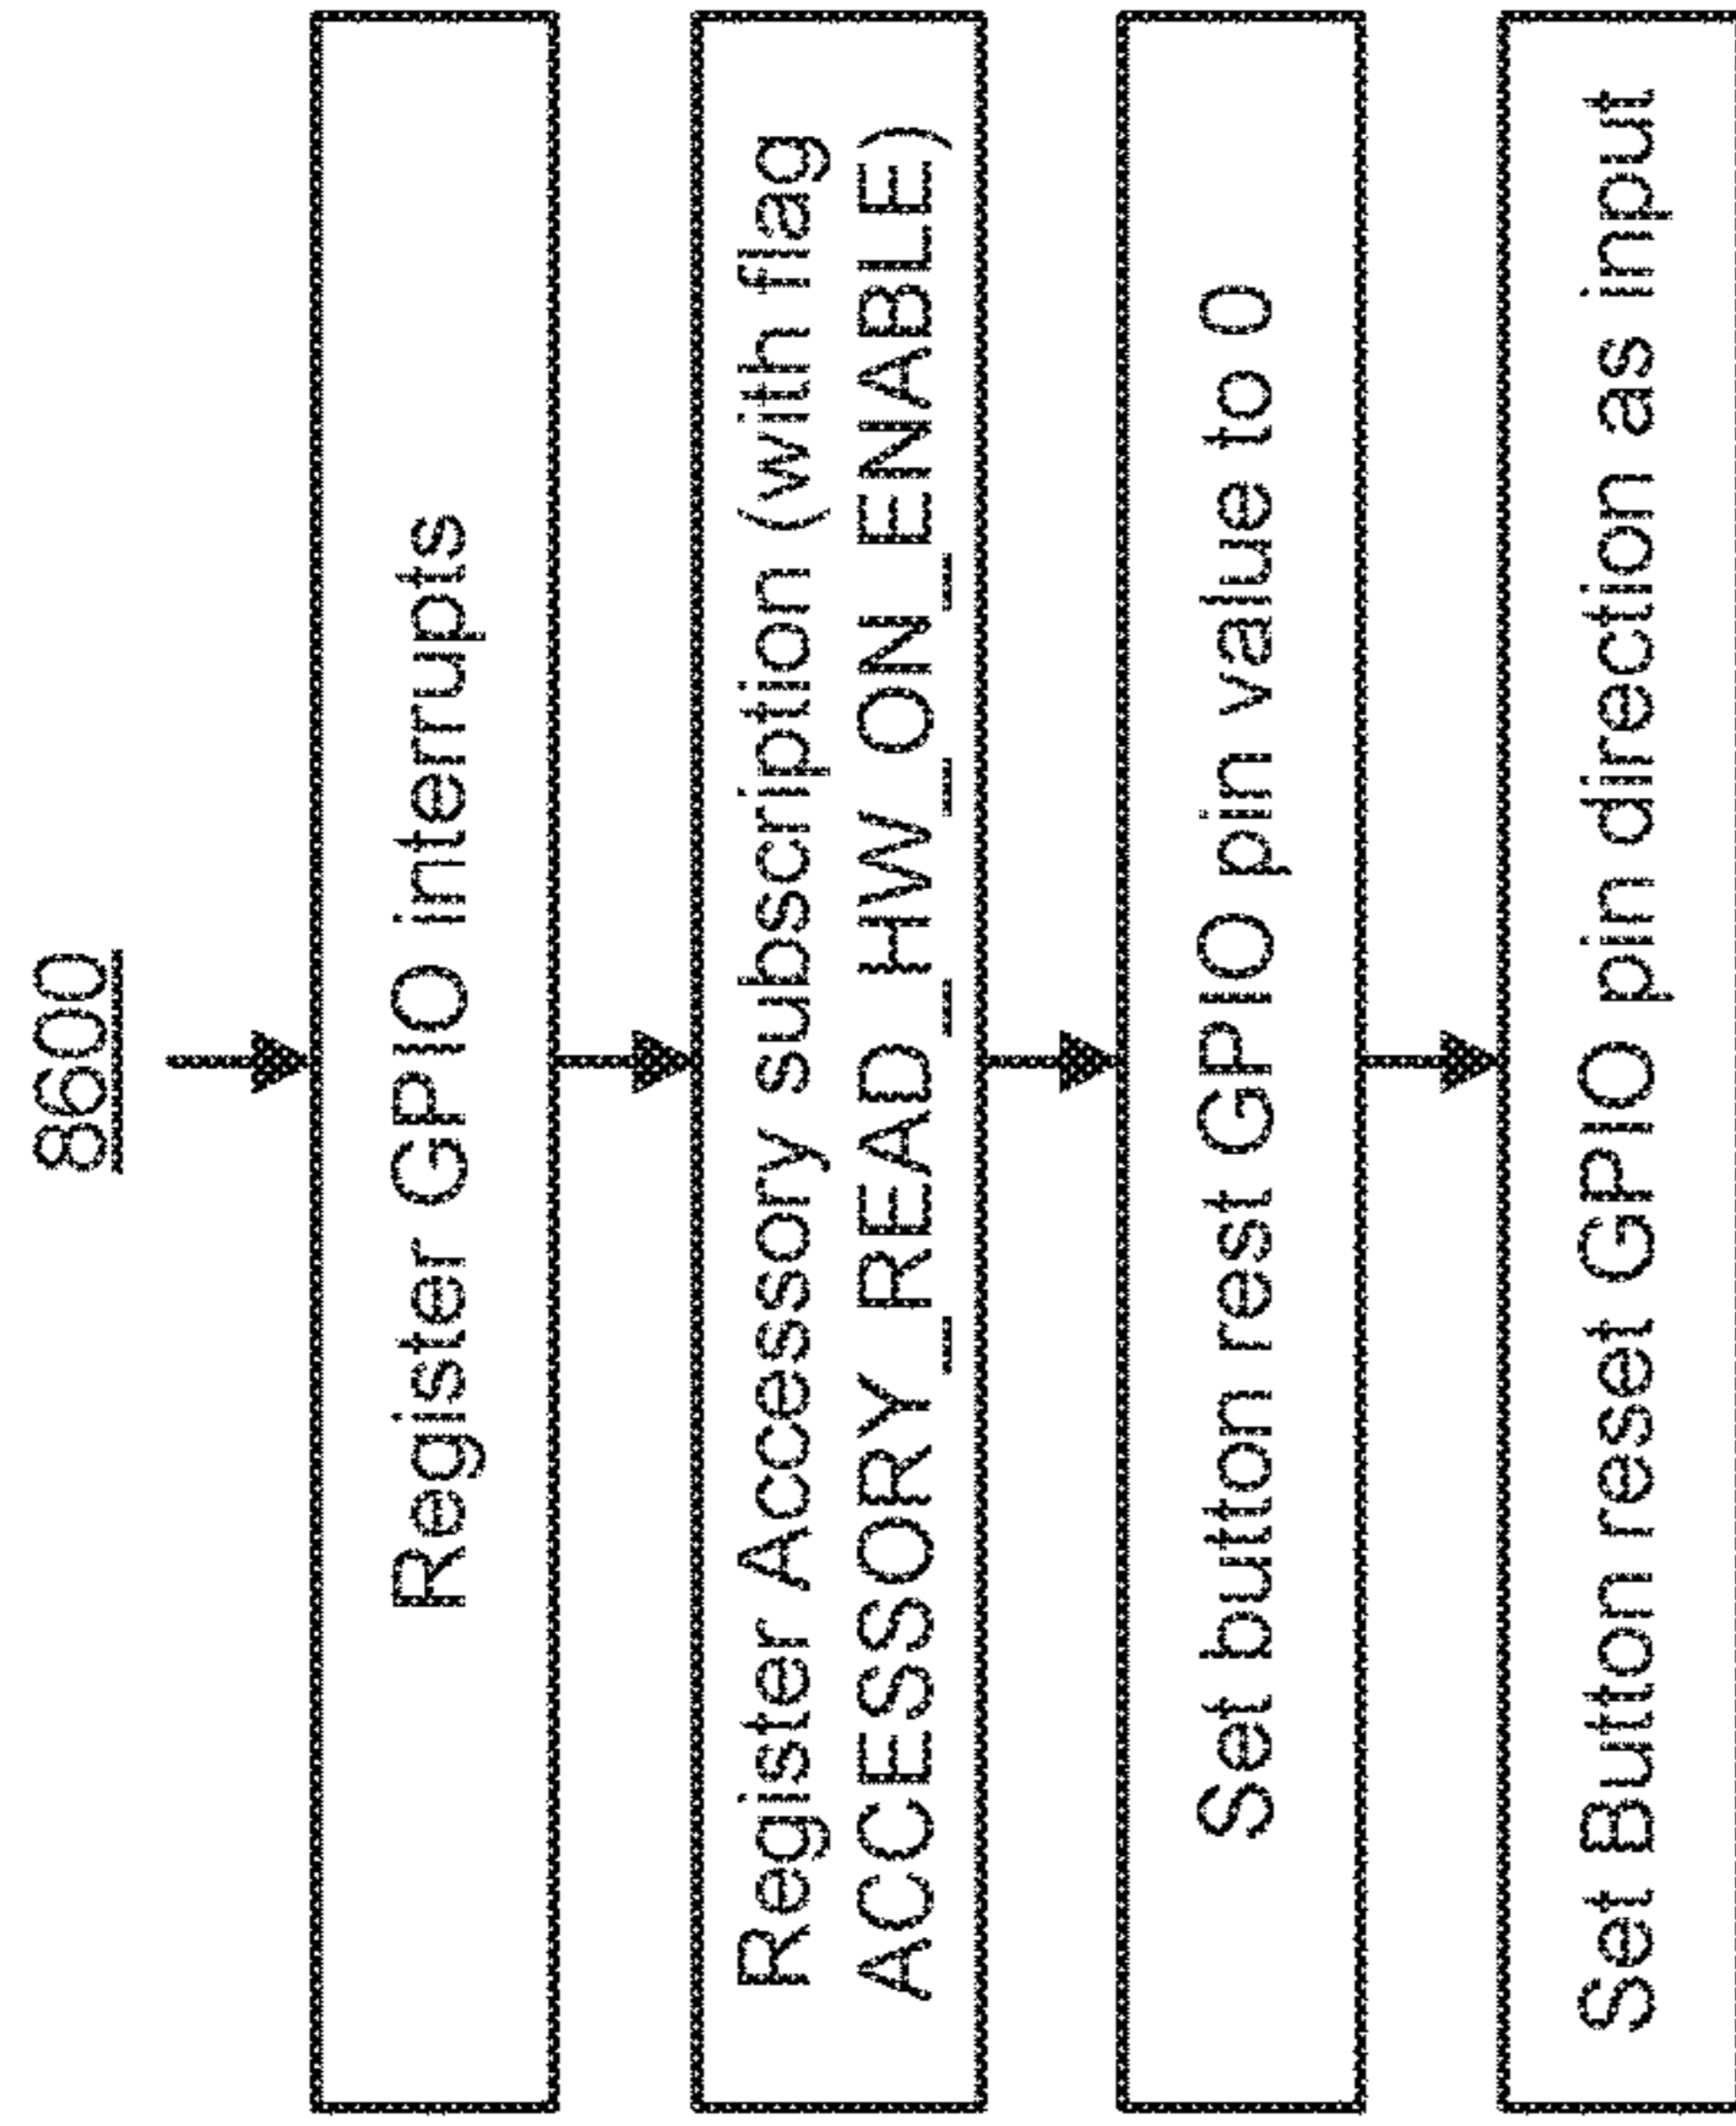 8600
Register GPIO interrupts
Register Accessory subscription (with flag
ACCESSORY_READ_HW_ON_ENABLE)
Set button rest GPIO pin value to 0
Set Button reset GPIO pin direction as input